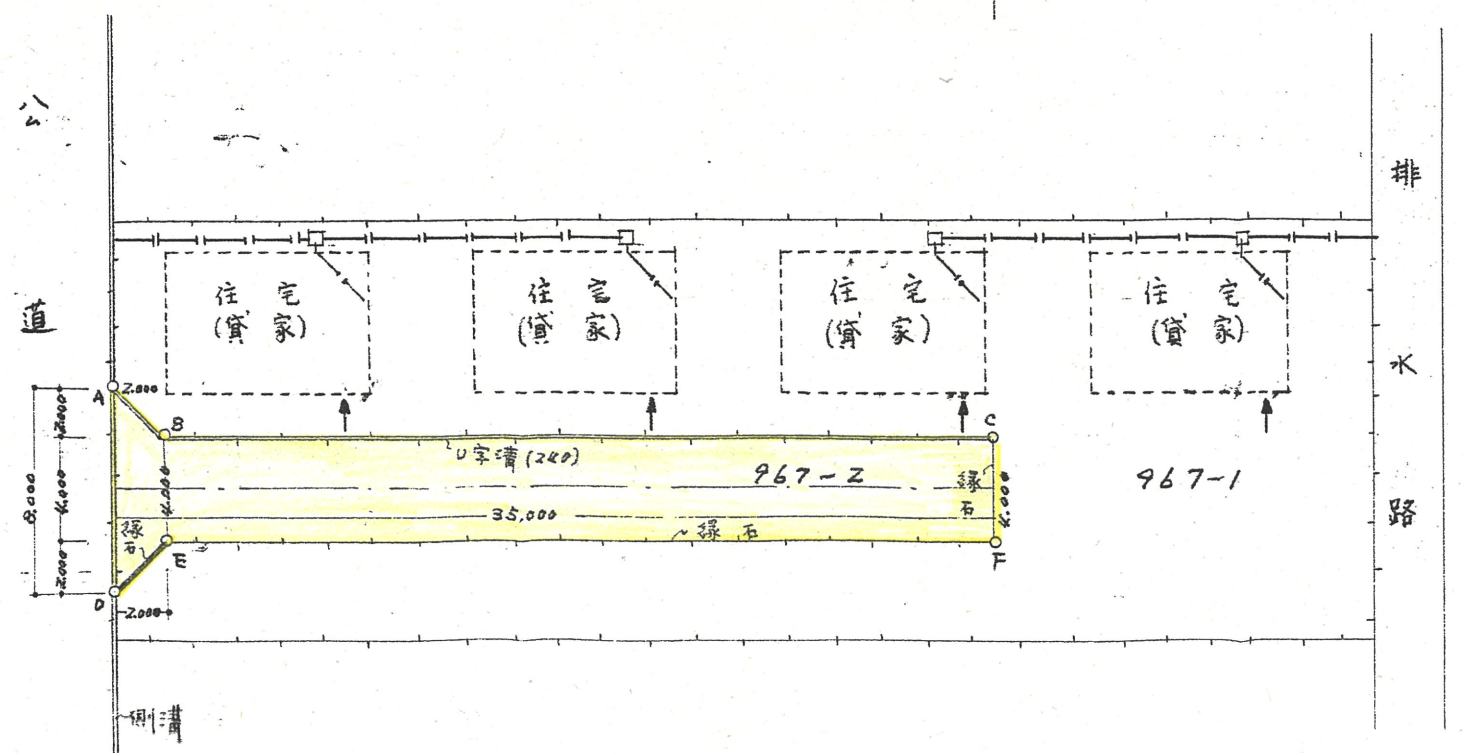 公
道
排
水
路
住 宅
(貸 家)
住 宅
(貸 家)
住 宅
(貸 家)
住 宅
(貸 家)
A
2.000
B
C
U字溝(240)
967-2
967-1
8.000
2.000
4.000
2.000
4.000
縁
石
35,000
縁
石
4.000
縁石
E
F
D
2.000
側溝